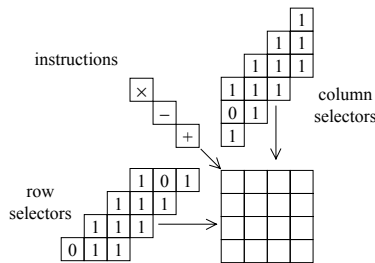 1
1 1
instructions
1 1 1
×
1 1 1
column
selectors
−
0 1
+
1
row
selectors
1 0 1
1 1 1
1 1 1
0 1 1